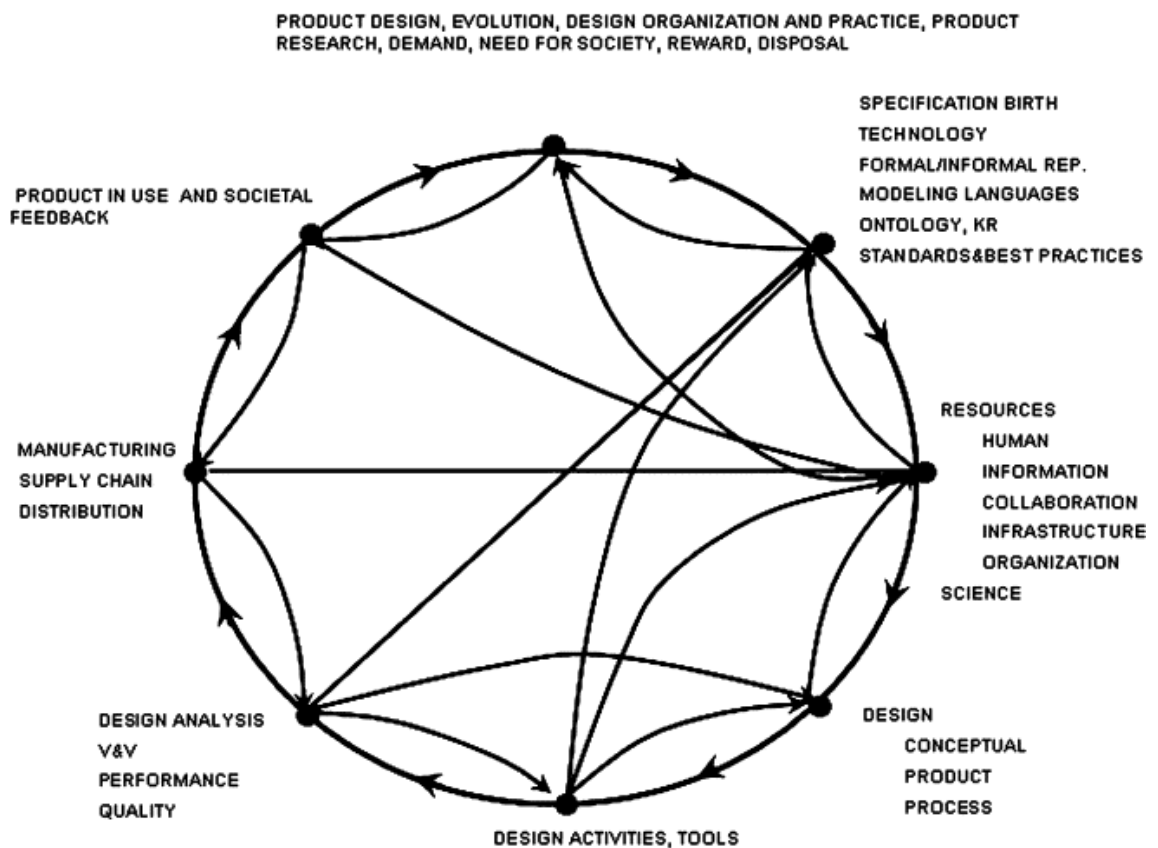 PRODUCT DESIGN, EVOLUTION, DESIGN ORGANIZATION AND PRACTICE, PRODUCT
RESEARCH, DEMAND, NEED FOR SOCIETY, REWARD, DISPOSAL
SPECIFICATION BIRTH
TECHNOLOGY
FORMAL/INFORMAL REP.
MODELING LANGUAGES
ONTOLOGY, KR
STANDARDS&BEST PRACTICES
PRODUCT IN USE AND SOCIETAL
FEEDBACK
RESOURCES
HUMAN
INFORMATION
COLLABORATION
INFRASTRUCTURE
ORGANIZATION
SCIENCE
MANUFACTURING
SUPPLY CHAIN
DISTRIBUTION
DESIGN
CONCEPTUAL
PRODUCT
PROCESS
DESIGN ANALYSIS
V&V
PERFORMANCE
QUALITY
DESIGN ACTIVITIES, TOOLS